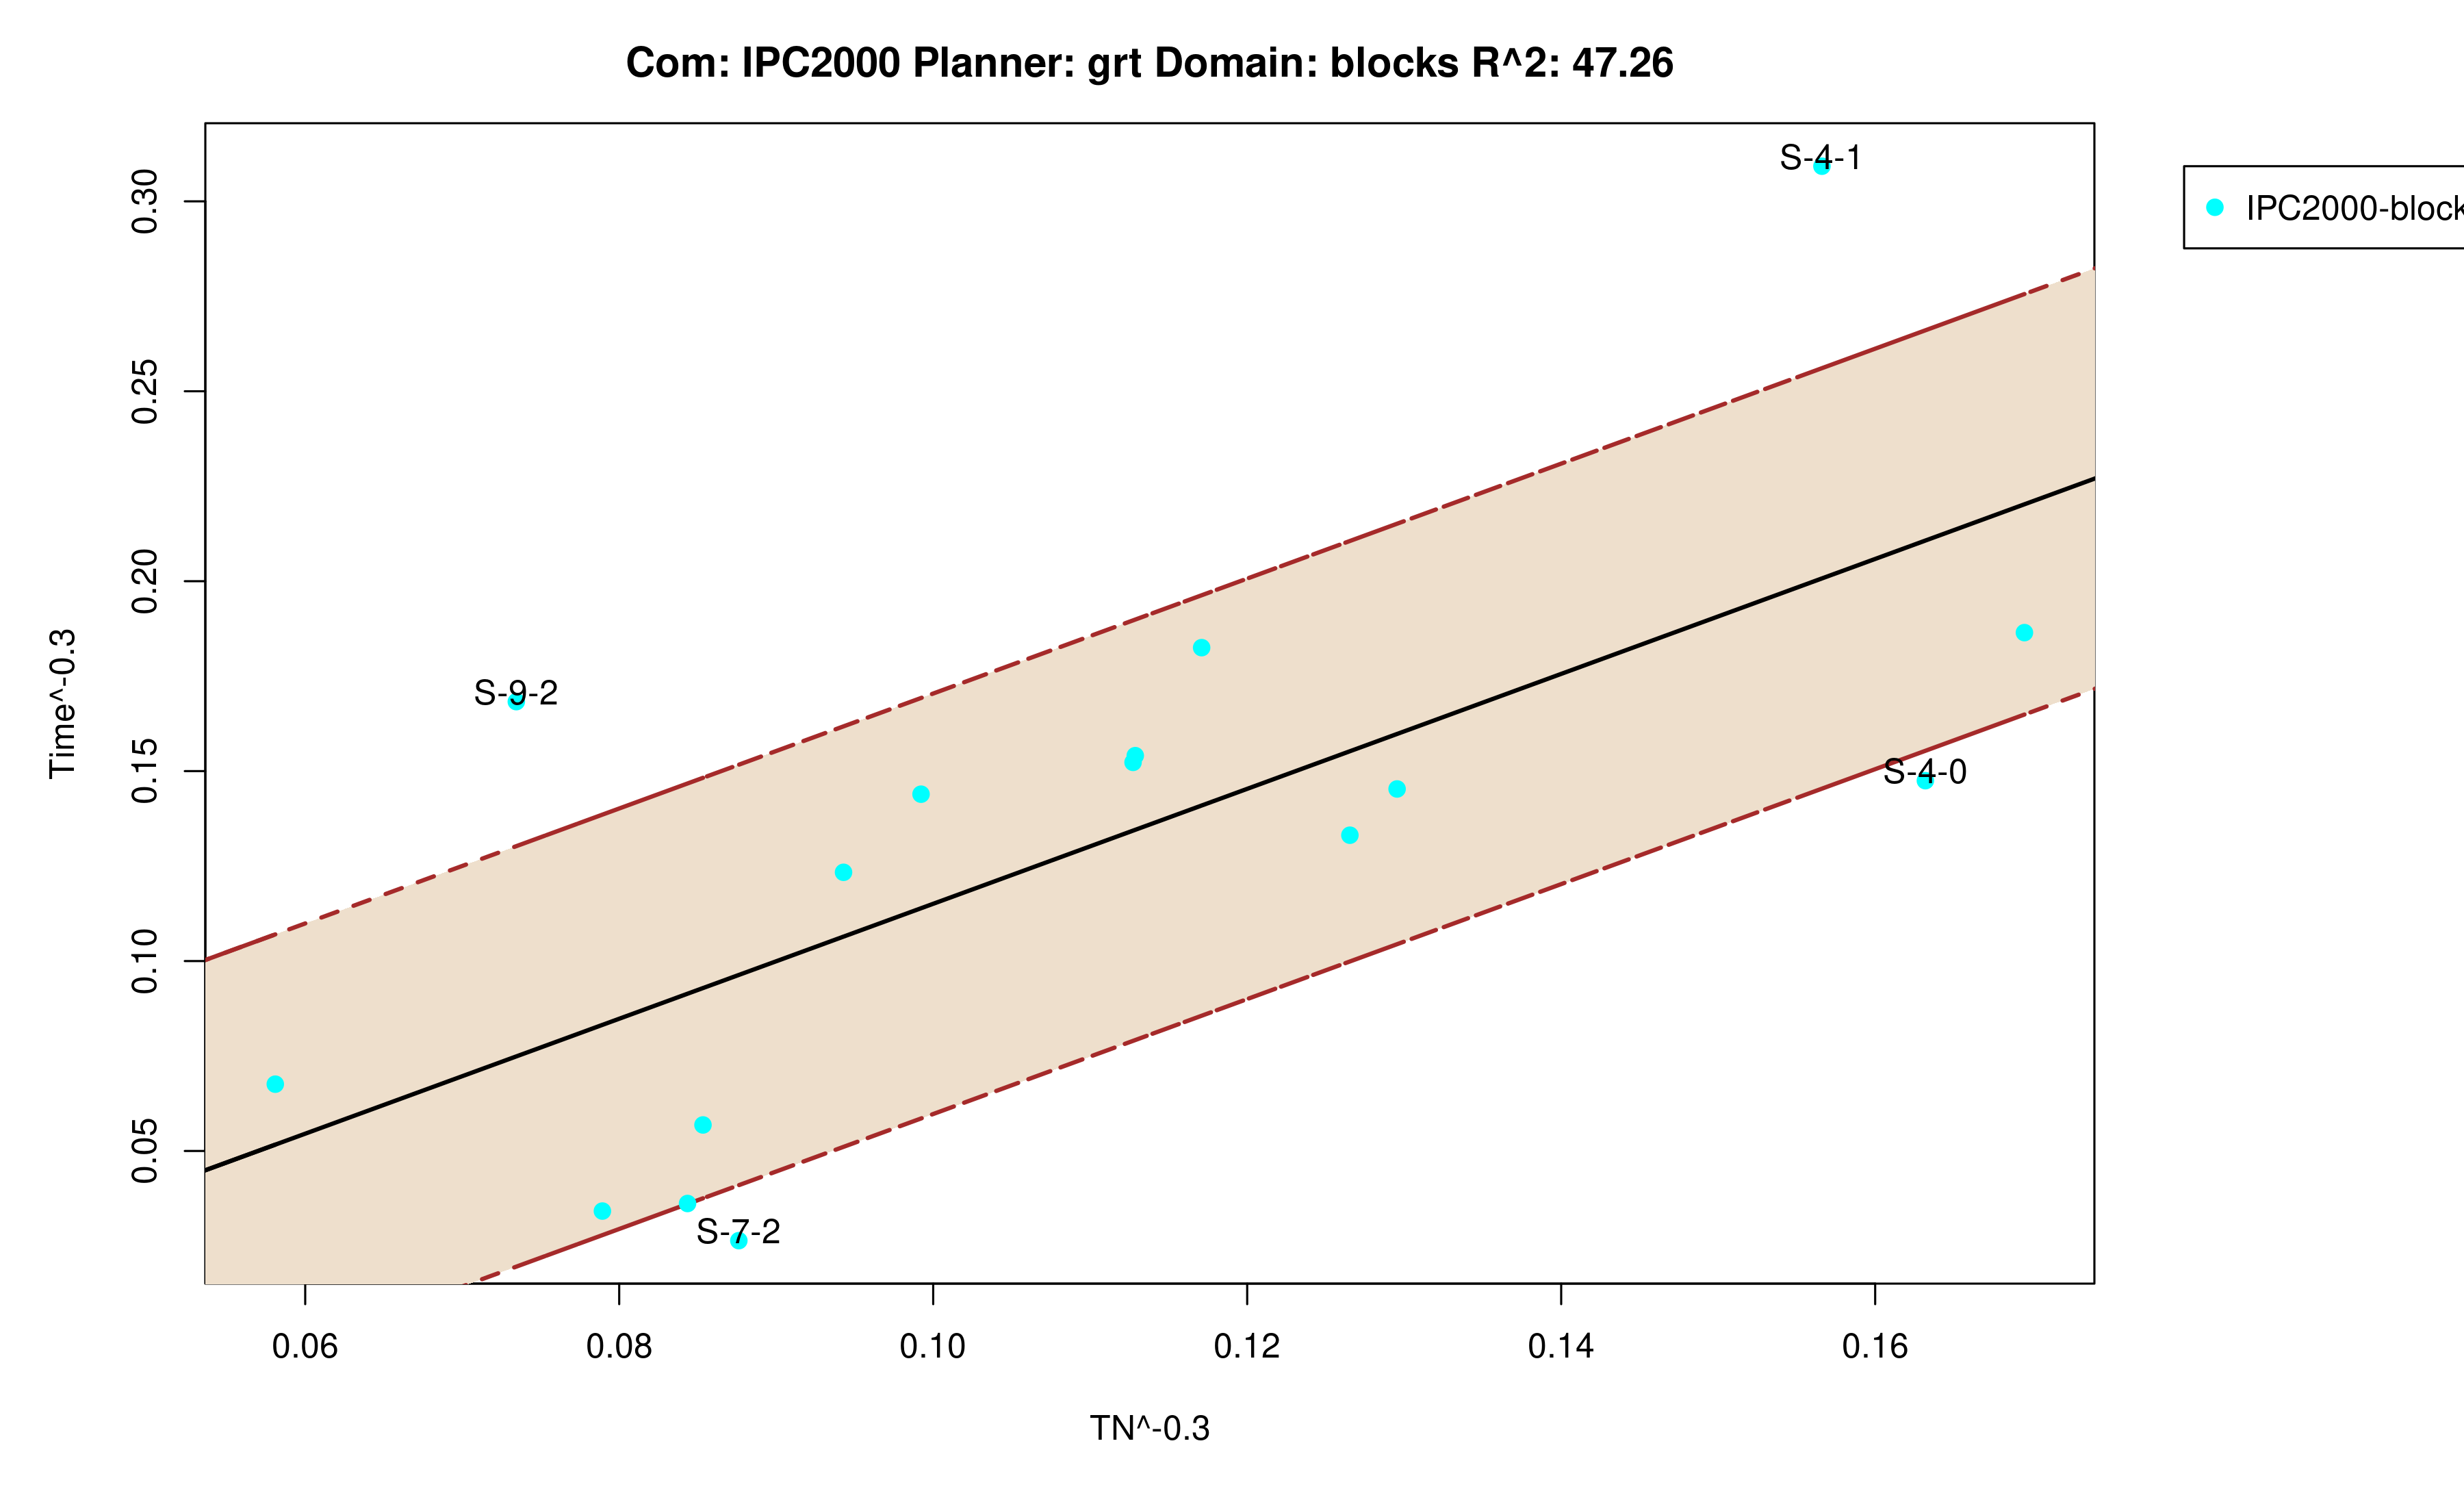 Com: IPC2000 Planner: grt Domain: blocks R^2: 47.26
S-4-1
IPC2000-block
0.30
0.25
0.20
0.15
0.10
0.05
Time^-0.3
S-9-2
S-4-0
S-7-2
0.06 0.08 0.10 0.12 0.14 0.16
TN^-0.3